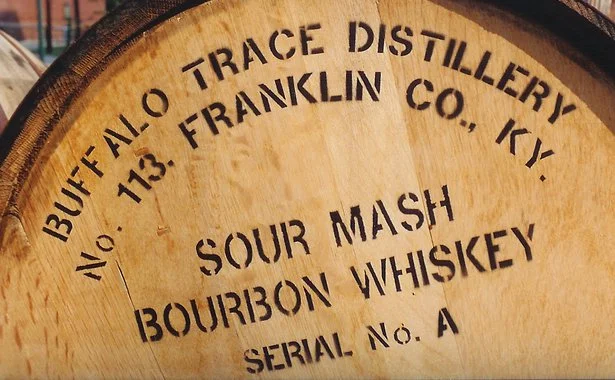 BUFFALO TRACE DISTILLERY
No. 113. FRANKLIN CO., KY.
SOUR MASH
BOURBON WHISKEY
SERIAL No. A